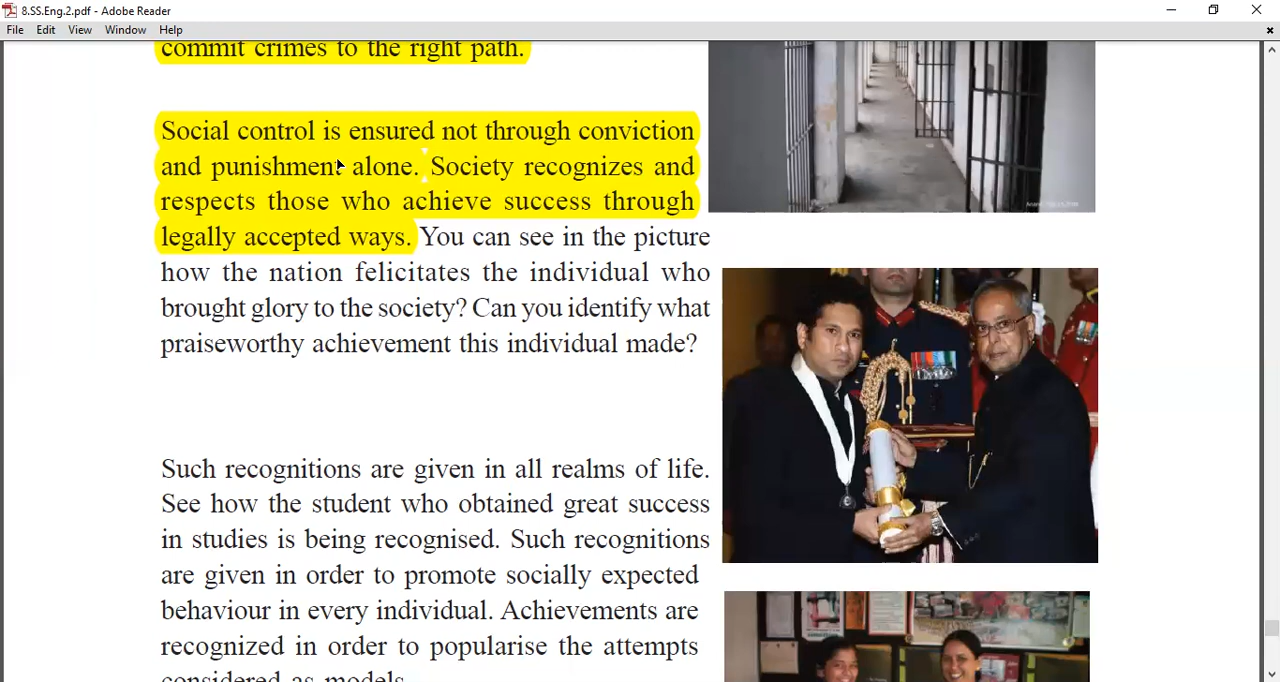 8.SS.Eng.2.pdf - Adobe Reader
File Edit View Window Help
commit crimes to the right path.
Social control is ensured not through conviction
and punishment alone. Society recognizes and
respects those who achieve success through
legally accepted ways. You can see in the picture
how the nation felicitates the individual who
brought glory to the society? Can you identify what
praiseworthy achievement this individual made?
Such recognitions are given in all realms of life.
See how the student who obtained great success
in studies is being recognised. Such recognitions
are given in order to promote socially expected
behaviour in every individual. Achievements are
recognized in order to popularise the attempts
considered as models.